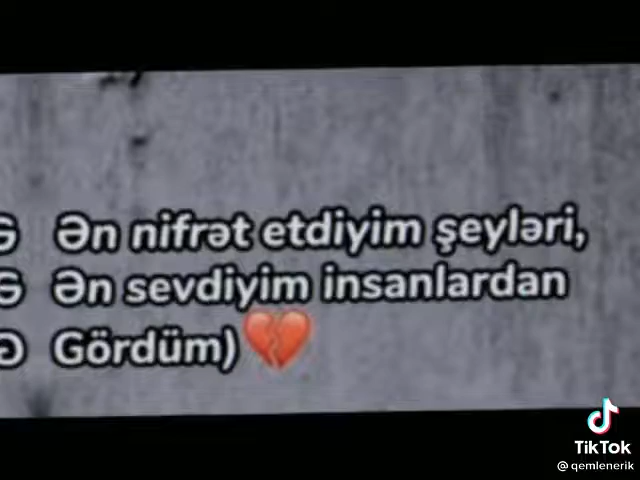 Ən nifrət etdiyim şeyləri,
Ən sevdiyim insanlardan
Gördüm)💔
TikTok
@qemlenerik